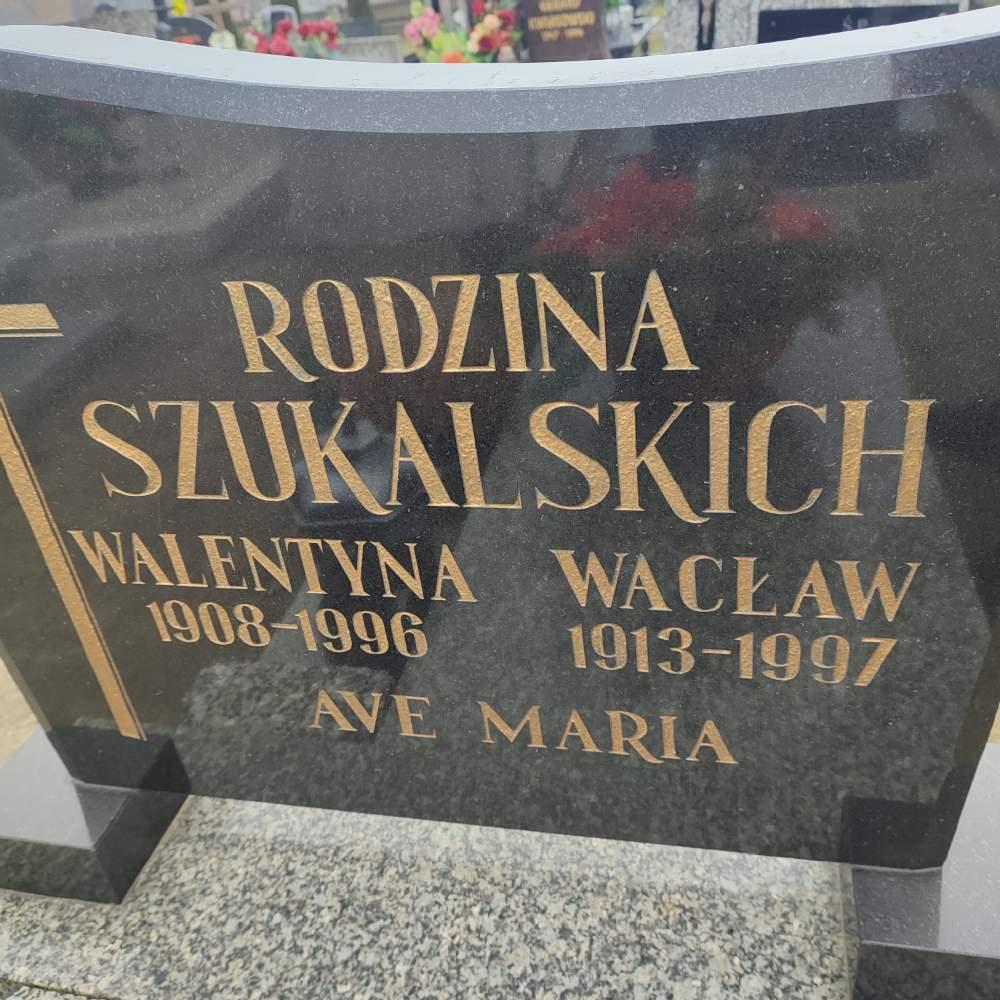 RODZINA
SZUKALSKICH
WALENTYNA WACŁAW
1908-1996 1913-1997
AVE MARIA